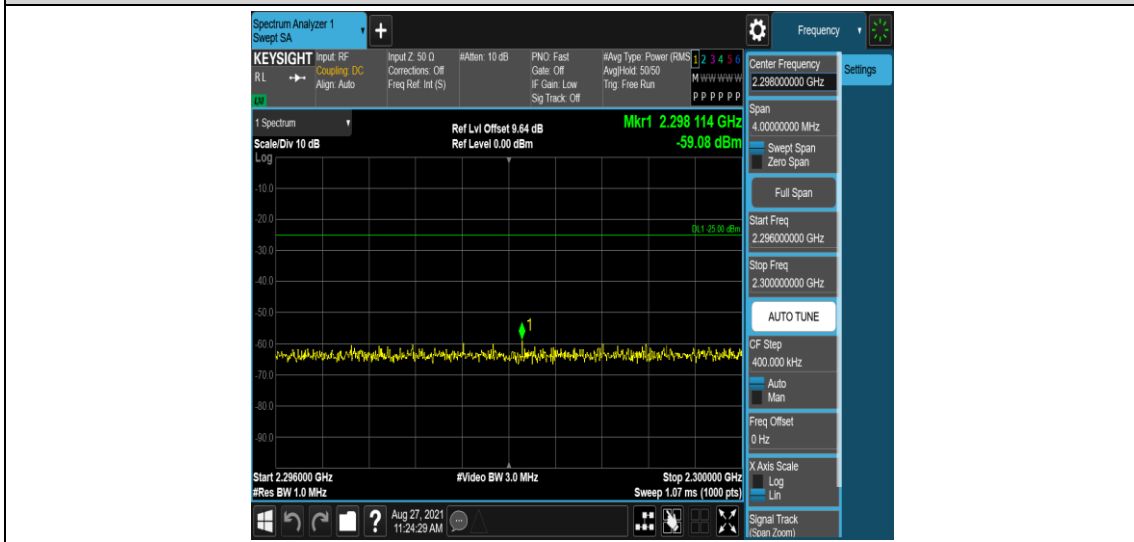 Spectrum Analyzer 1
Swept SA
+
Frequency
KEYSIGHT
RL
LXI
Input: RF
Coupling: DC
Align: Auto
Input Z: 50 Ω
Corrections: Off
Freq Ref: Int (S)
#Atten: 10 dB
PNO: Fast
Gate: Off
IF Gain: Low
Sig Track: Off
#Avg Type: Power (RMS
Avg|Hold: 50/50
Trig: Free Run
1 2 3 4 5 6
M W W W W W
P P P P P P
Center Frequency
2.298000000 GHz
Settings
1 Spectrum
Scale/Div 10 dB
Ref Lvl Offset 9.64 dB
Ref Level 0.00 dBm
Mkr1 2.298 114 GHz
-59.08 dBm
Span
4.00000000 MHz
Swept Span
Zero Span
Full Span
Start Freq
2.296000000 GHz
Stop Freq
2.300000000 GHz
AUTO TUNE
CF Step
400.000 kHz
Auto
Man
Freq Offset
0 Hz
X Axis Scale
Log
Lin
Signal Track
(Span Zoom)
Log
-10.0
-20.0
DL1 -25.00 dBm
-30.0
-40.0
-50.0
1
-60.0
-70.0
-80.0
-90.0
Start 2.296000 GHz
#Res BW 1.0 MHz
#Video BW 3.0 MHz
Stop 2.300000 GHz
Sweep 1.07 ms (1000 pts)
?
Aug 27, 2021
11:24:29 AM